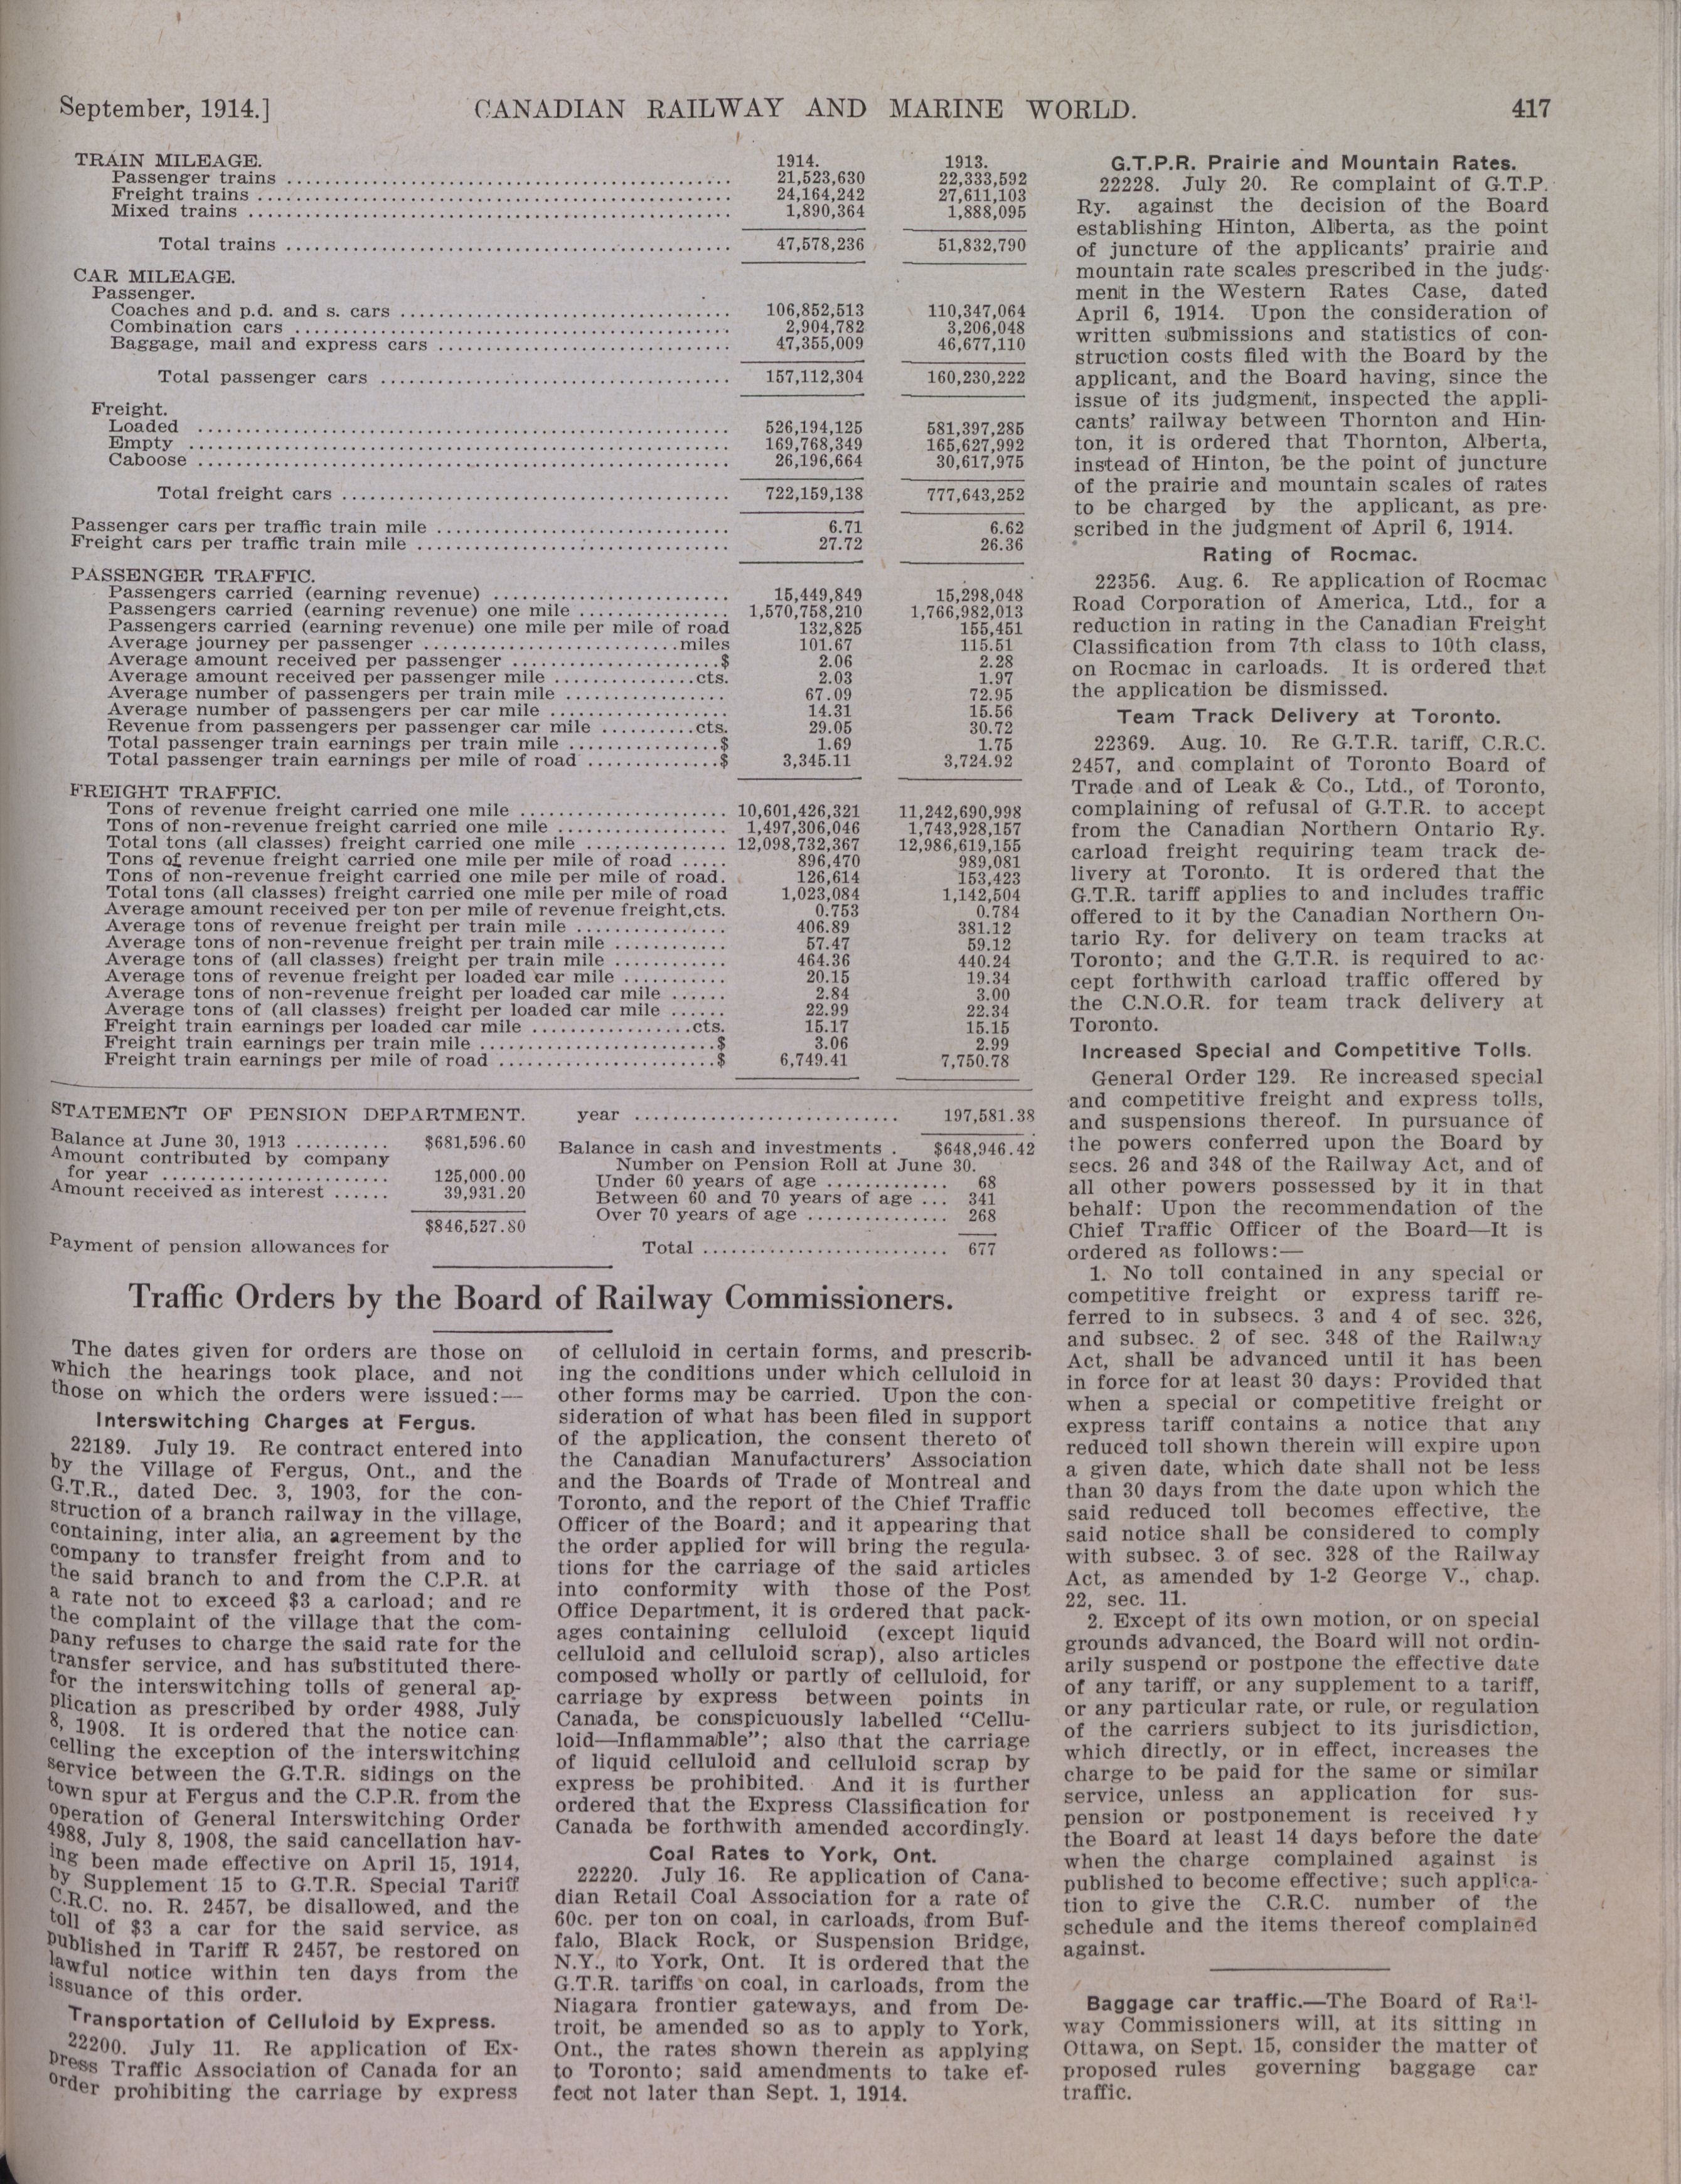 September, 1914.] CANADIAN RAILWAY AND MARINE WORLD. 417
TRAIN MILEAGE. 1914. 1913.
Passenger trains 21,523,630 22,333,592
Freight trains 24,164,242 27,611,103
Mixed trains 1,890,364 1,888,095
Total trains 47,578,236 51,832,790
CAR MILEAGE.
Passenger.
Coaches and p.d. and s. cars 106,852,513 110,347,064
Combination cars 2,904,782 3,206,048
Baggage, mail and express cars 47,355,009 46,677,110
Total passenger cars 157,112,304 160,230,222
Freight.
Loaded 526,194,125 581,397,285
Empty 169,768,349 165,627,992
Caboose 26,196,664 30,617,975
Total freight cars 722,159,138 777,643,252
Passenger cars per traffic train mile 6.71 6.62
Freight cars per traffic train mile 27.72 26.36
PASSENGER TRAFFIC.
Passengers carried (earning revenue) 15,449,849 15,298,048
Passengers carried (earning revenue) one mile 1,570,758,210 1,766,982,013
Passengers carried (earning revenue) one mile per mile of road 132,825 155,451
Average journey per passenger miles 101.67 115.51
Average amount received per passenger $ 2.06 2.28
Average amount received per passenger mile cts. 2.03 1.97
Average number of passengers per train mile 67.09 72.95
Average number of passengers per car mile 14.31 15.56
Revenue from passengers per passenger car mile cts. 29.05 30.72
Total passenger train earnings per train mile $ 1.69 1.75
Total passenger train earnings per mile of road $ 3,345.11 3,724.92
FREIGHT TRAFFIC.
Tons of revenue freight carried one mile 10,601,426,321 11,242,690,998
Tons of non-revenue freight carried one mile 1,497,306,046 1,743,928,157
Total tons (all classes) freight carried one mile 12,098,732,367 12,986,619,155
Tons of revenue freight carried one mile per mile of road 896,470 989,081
Tons of non-revenue freight carried one mile per mile of road. 126,614 153,423
Total tons (all classes) freight carried one mile per mile of road 1,023,084 1,142,504
Average amount received per ton per mile of revenue freight,cts. 0.753 0.784
Average tons of revenue freight per train mile 406.89 381.12
Average tons of non-revenue freight per train mile 57.47 59.12
Average tons of (all classes) freight per train mile 464.36 440.24
Average tons of revenue freight per loaded car mile 20.15 19.34
Average tons of non-revenue freight per loaded car mile 2.84 3.00
Average tons of (all classes) freight per loaded car mile 22.99 22.34
Freight train earnings per loaded car mile cts. 15.17 15.15
Freight train earnings per train mile $ 3.06 2.99
Freight train earnings per mile of road $ 6,749.41 7,750.78
STATEMENT OF PENSION DEPARTMENT.
Balance at June 30, 1913 $681,596.60
Amount contributed by company
for year 125,000.00
Amount received as interest 39,931.20
$846,527.80
Payment of pension allowances for
year 197,581.38
Balance in cash and investments . $648,946.42
Number on Pension Roll at June 30.
Under 60 years of age 68
Between 60 and 70 years of age 341
Over 70 years of age 268
Total 677
Traffic Orders by the Board of Railway Commissioners.
The dates given for orders are those on
which the hearings took place, and not
those on which the orders were issued:—
Interswitching Charges at Fergus.
22189. July 19. Re contract entered into
by the Village of Fergus, Ont., and the
G.T.R., dated Dec. 3, 1903, for the con-
struction of a branch railway in the village,
containing, inter alia, an agreement by the
company to transfer freight from and to
the said branch to and from the C.P.R. at
a rate not to exceed $3 a carload; and re
the complaint of the village that the com-
pany refuses to charge the said rate for the
transfer service, and has substituted there-
for the interswitching tolls of general ap-
plication as prescribed by order 4988, July
8, 1908. It is ordered that the notice can-
celling the exception of the interswitching
service between the G.T.R. sidings on the
town spur at Fergus and the C.P.R. from the
operation of General Interswitching Order
4988, July 8, 1908, the said cancellation hav-
ing been made effective on April 15, 1914,
by Supplement 15 to G.T.R. Special Tariff
C.R.C. no. R. 2457, be disallowed, and the
toll of $3 a car for the said service, as
published in Tariff R 2457, be restored on
lawful notice within ten days from the
issuance of this order.
Transportation of Celluloid by Express.
22200. July 11. Re application of Ex-
press Traffic Association of Canada for an
order prohibiting the carriage by express
of celluloid in certain forms, and prescrib-
ing the conditions under which celluloid in
other forms may be carried. Upon the con-
sideration of what has been filed in support
of the application, the consent thereto of
the Canadian Manufacturers' Association
and the Boards of Trade of Montreal and
Toronto, and the report of the Chief Traffic
Officer of the Board; and it appearing that
the order applied for will bring the regula-
tions for the carriage of the said articles
into conformity with those of the Post
Office Department, it is ordered that pack-
ages containing celluloid (except liquid
celluloid and celluloid scrap), also articles
composed wholly or partly of celluloid, for
carriage by express between points in
Canada, be conspicuously labelled "Cellu-
loid—Inflammable"; also that the carriage
of liquid celluloid and celluloid scrap by
express be prohibited. And it is further
ordered that the Express Classification for
Canada be forthwith amended accordingly.
Coal Rates to York, Ont.
22220. July 16. Re application of Cana-
dian Retail Coal Association for a rate of
60c. per ton on coal, in carloads, from Buf-
falo, Black Rock, or Suspension Bridge,
N.Y., to York, Ont. It is ordered that the
G.T.R. tariffs on coal, in carloads, from the
Niagara frontier gateways, and from De-
troit, be amended so as to apply to York,
Ont., the rates shown therein as applying
to Toronto; said amendments to take ef-
fect not later than Sept. 1, 1914.
G.T.P.R. Prairie and Mountain Rates.
22228. July 20. Re complaint of G.T.P.
Ry. against the decision of the Board
establishing Hinton, Alberta, as the point
of juncture of the applicants' prairie and
mountain rate scales prescribed in the judg-
ment in the Western Rates Case, dated
April 6, 1914. Upon the consideration of
written submissions and statistics of con-
struction costs filed with the Board by the
applicant, and the Board having, since the
issue of its judgment, inspected the appli-
cants' railway between Thornton and Hin-
ton, it is ordered that Thornton, Alberta,
instead of Hinton, be the point of juncture
of the prairie and mountain scales of rates
to be charged by the applicant, as pre-
scribed in the judgment of April 6, 1914.
Rating of Rocmac.
22356. Aug. 6. Re application of Rocmac
Road Corporation of America, Ltd., for a
reduction in rating in the Canadian Freight
Classification from 7th class to 10th class,
on Rocmac in carloads. It is ordered that
the application be dismissed.
Team Track Delivery at Toronto.
22369. Aug. 10. Re G.T.R. tariff, C.R.C.
2457, and complaint of Toronto Board of
Trade and of Leak & Co., Ltd., of Toronto,
complaining of refusal of G.T.R. to accept
from the Canadian Northern Ontario Ry.
carload freight requiring team track de-
livery at Toronto. It is ordered that the
G.T.R. tariff applies to and includes traffic
offered to it by the Canadian Northern On-
tario Ry. for delivery on team tracks at
Toronto; and the G.T.R. is required to ac-
cept forthwith carload traffic offered by
the C.N.O.R. for team track delivery at
Toronto.
Increased Special and Competitive Tolls.
General Order 129. Re increased special
and competitive freight and express tolls,
and suspensions thereof. In pursuance of
the powers conferred upon the Board by
secs. 26 and 348 of the Railway Act, and of
all other powers possessed by it in that
behalf: Upon the recommendation of the
Chief Traffic Officer of the Board—It is
ordered as follows:—
1. No toll contained in any special or
competitive freight or express tariff re-
ferred to in subsecs. 3 and 4 of sec. 326,
and subsec. 2 of sec. 348 of the Railway
Act, shall be advanced until it has been
in force for at least 30 days: Provided that
when a special or competitive freight or
express tariff contains a notice that any
reduced toll shown therein will expire upon
a given date, which date shall not be less
than 30 days from the date upon which the
said reduced toll becomes effective, the
said notice shall be considered to comply
with subsec. 3 of sec. 328 of the Railway
Act, as amended by 1-2 George V., chap.
22, sec. 11.
2. Except of its own motion, or on special
grounds advanced, the Board will not ordin-
arily suspend or postpone the effective date
of any tariff, or any supplement to a tariff,
or any particular rate, or rule, or regulation
of the carriers subject to its jurisdiction,
which directly, or in effect, increases the
charge to be paid for the same or similar
service, unless an application for sus-
pension or postponement is received by
the Board at least 14 days before the date
when the charge complained against is
published to become effective; such applica-
tion to give the C.R.C. number of the
schedule and the items thereof complained
against.
Baggage car traffic.—The Board of Rail-
way Commissioners will, at its sitting in
Ottawa, on Sept. 15, consider the matter of
proposed rules governing baggage car
traffic.